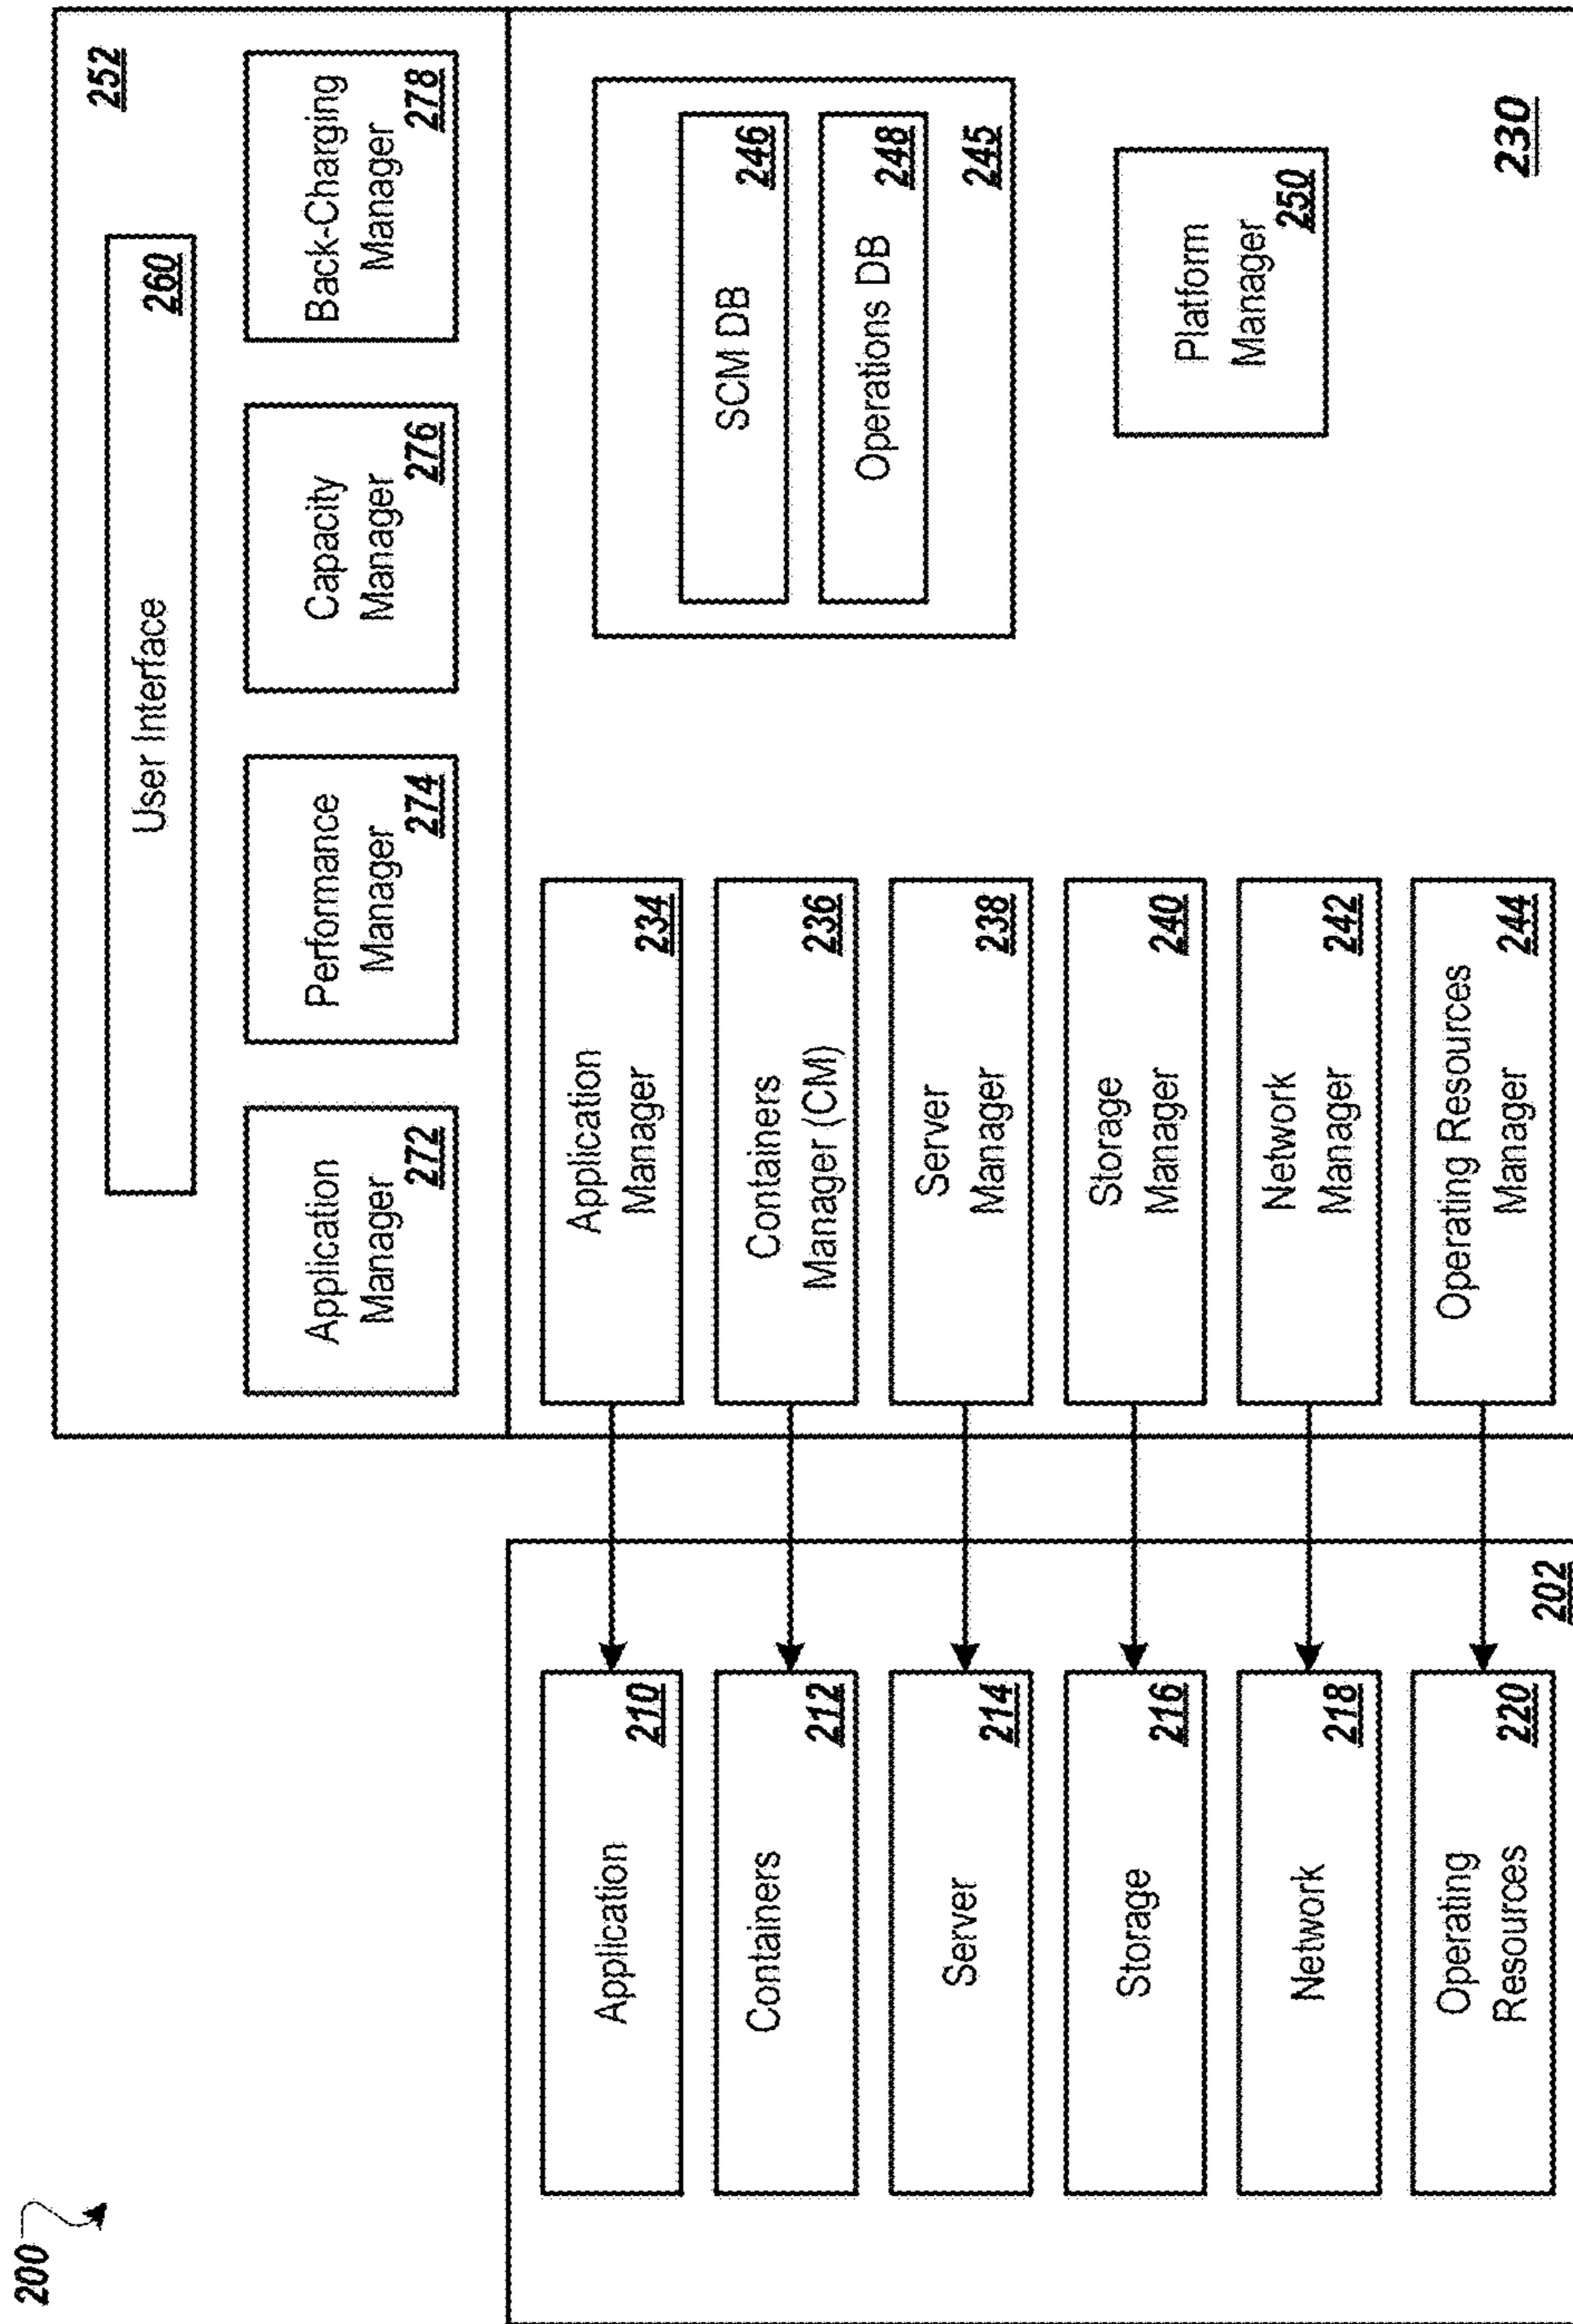 200
252
User Interface
260
Application
Manager
272
Performance
Manager
274
Capacity
Manager
276
Back-Charging
Manager
278
Application
210
Containers
212
Server
214
Storage
216
Network
218
Operating
Resources
220
202
Application
Manager
234
Containers
Manager (CM)
236
Server
Manager
238
Storage
Manager
240
Network
Manager
242
Operating Resources
Manager
244
SCM DB
246
Operations DB
248
245
Platform
Manager
250
230